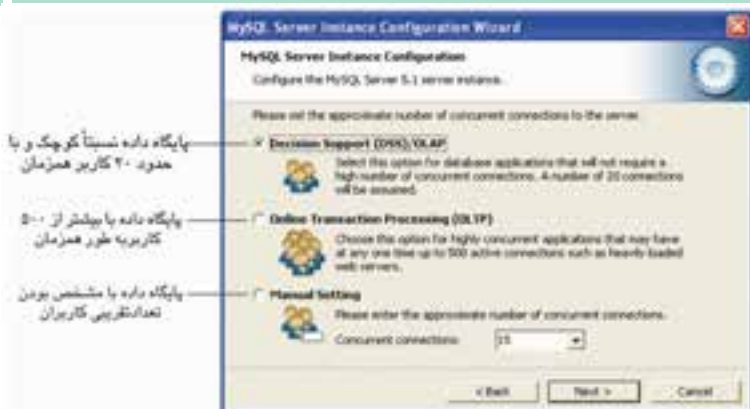 MySQL Server Instance Configuration Wizard
MySQL Server Instance Configuration
Configure the MySQL Server 5.1 server instance.
Please set the approximate number of concurrent connections to the server.
پایگاه داده نسبتاً کوچک و با
حدود ۲۰ کاربر همزمان
Decision Support (DSS)/OLAP
Select this option for database applications that will not require a
high number of concurrent connections. A number of 20 connections
will be assumed.
پایگاه داده با بیشتر از ۵۰۰
کاربر به طور همزمان
Online Transaction Processing (OLTP)
Choose this option for highly concurrent applications that may have
at any one time up to 500 active connections such as heavily loaded
web servers.
پایگاه داده با مشخص بودن
تعداد تقریبی کاربران
Manual Setting
Please enter the approximate number of concurrent connections.
Concurrent connections: 15
< Back Next > Cancel